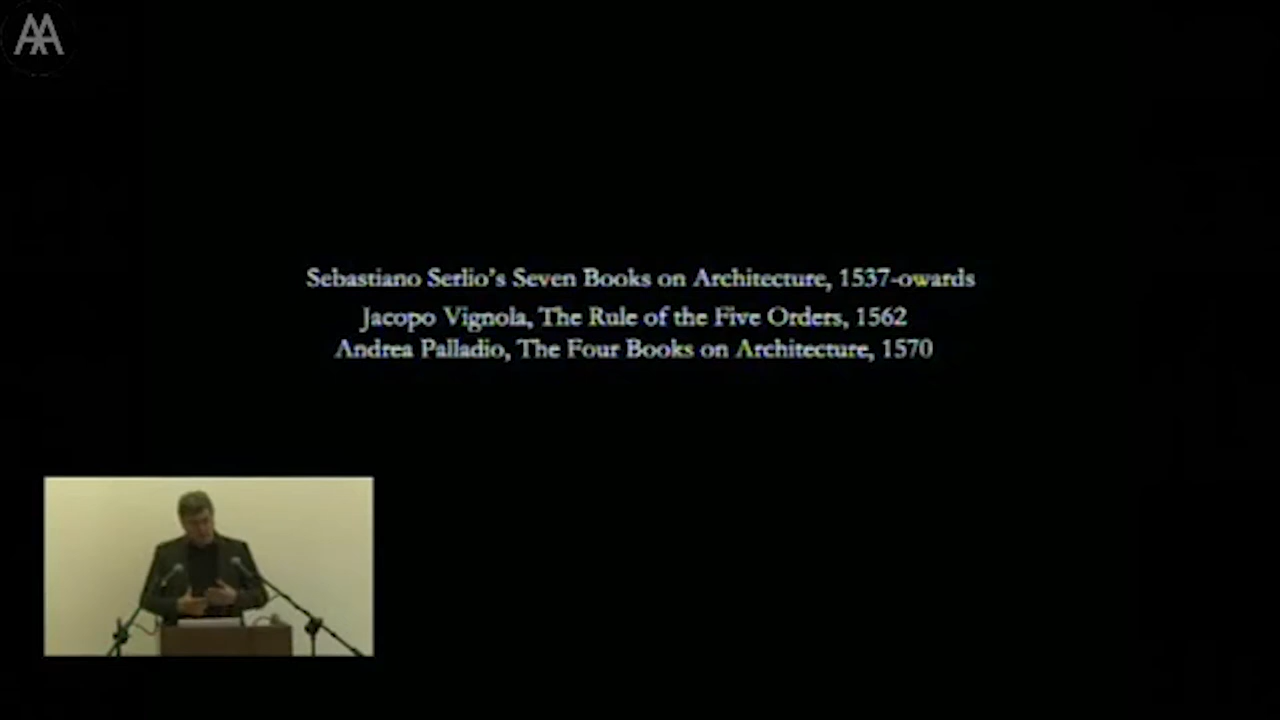 AA
Sebastiano Serlio's Seven Books on Architecture, 1537-owards
Jacopo Vignola, The Rule of the Five Orders, 1562
Andrea Palladio, The Four Books on Architecture, 1570